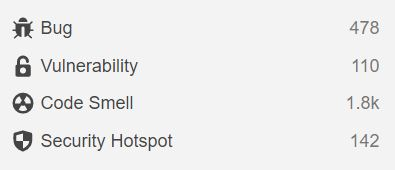 Bug 478
Vulnerability 110
Code Smell 1.8k
Security Hotspot 142